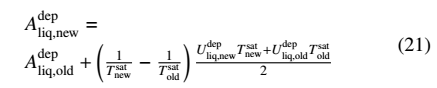 A^{dep}_{liq,new} =
A^{dep}_{liq,old} + \left( \frac{1}{T^{sat}_{new}} - \frac{1}{T^{sat}_{old}} \right) \frac{U^{dep}_{liq,new} T^{sat}_{new} + U^{dep}_{liq,old} T^{sat}_{old}}{2} (21)